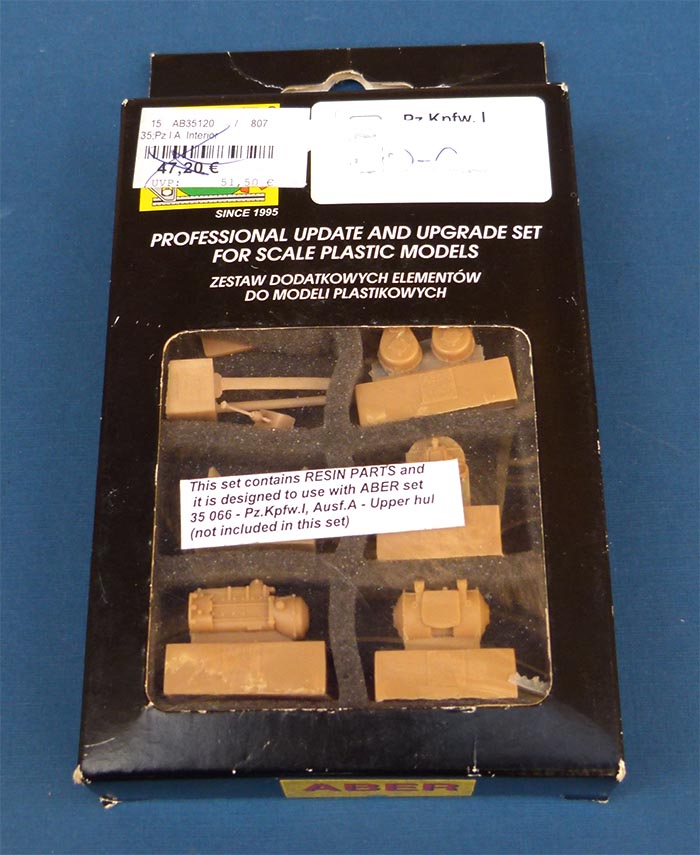 15 AB35120 / 807
35;Pz I A Interior
47,20 €
UVP: 51,50 €
Pz.Kpfw. I
SINCE 1995
PROFESSIONAL UPDATE AND UPGRADE SET
FOR SCALE PLASTIC MODELS
ZESTAW DODATKOWYCH ELEMENTÓW
DO MODELI PLASTIKOWYCH
This set contains RESIN PARTS and
it is designed to use with ABER set
35 066 - Pz.Kpfw.I, Ausf.A - Upper hul
(not included in this set)
ABER